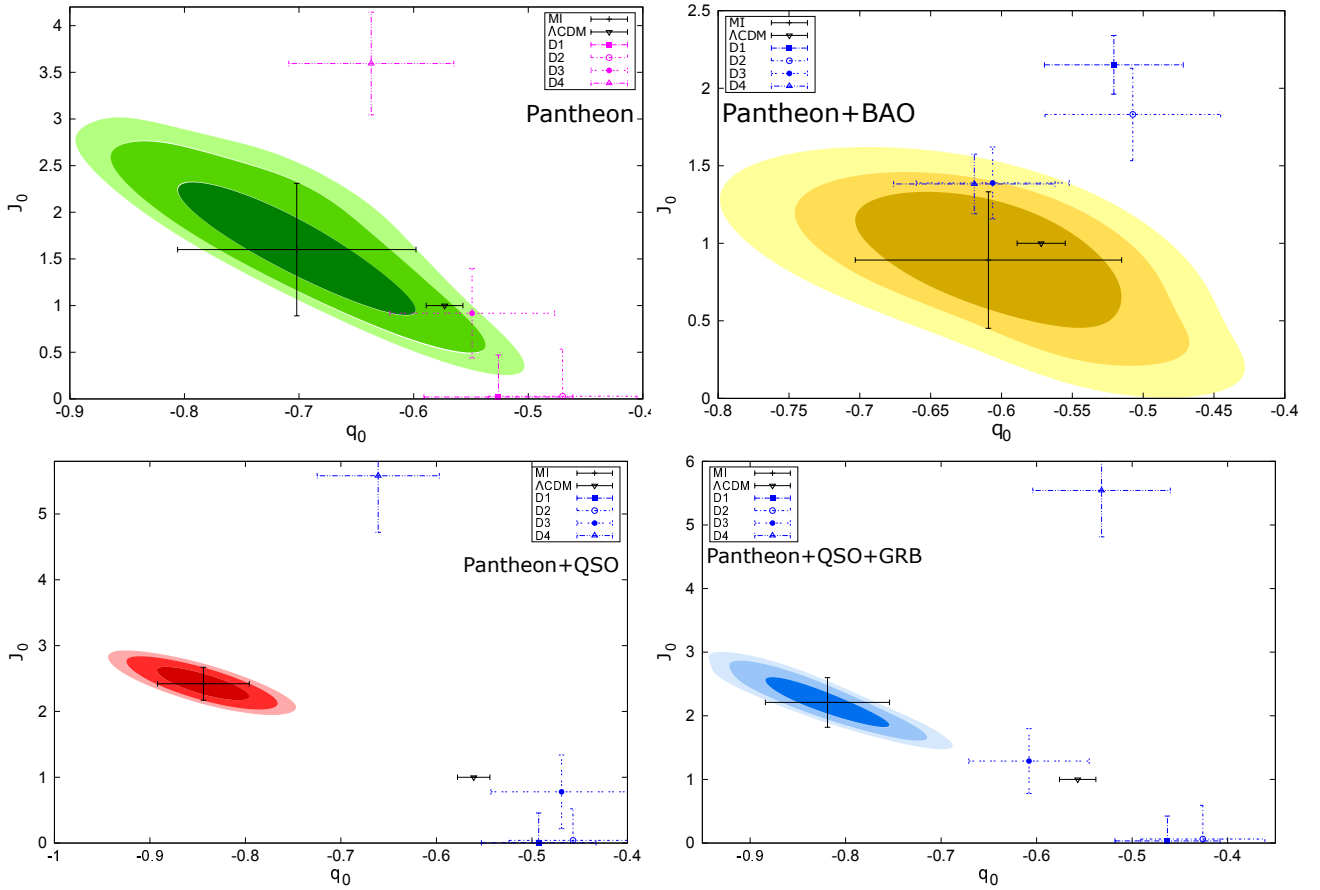 4
3.5
3
2.5
2
1.5
1
0.5
0
J0
-0.9 -0.8 -0.7 -0.6 -0.5 -0.4
q0
MI
ΛCDM
D1
D2
D3
D4
Pantheon
2.5
2
1.5
1
0.5
0
J0
-0.8 -0.75 -0.7 -0.65 -0.6 -0.55 -0.5 -0.45 -0.4
q0
MI
ΛCDM
D1
D2
D3
D4
Pantheon+BAO
5
4
3
2
1
0
J0
-1 -0.9 -0.8 -0.7 -0.6 -0.5 -0.4
q0
MI
ΛCDM
D1
D2
D3
D4
Pantheon+QSO
6
5
4
3
2
1
0
J0
-0.9 -0.8 -0.7 -0.6 -0.5 -0.4
q0
MI
ΛCDM
D1
D2
D3
D4
Pantheon+QSO+GRB